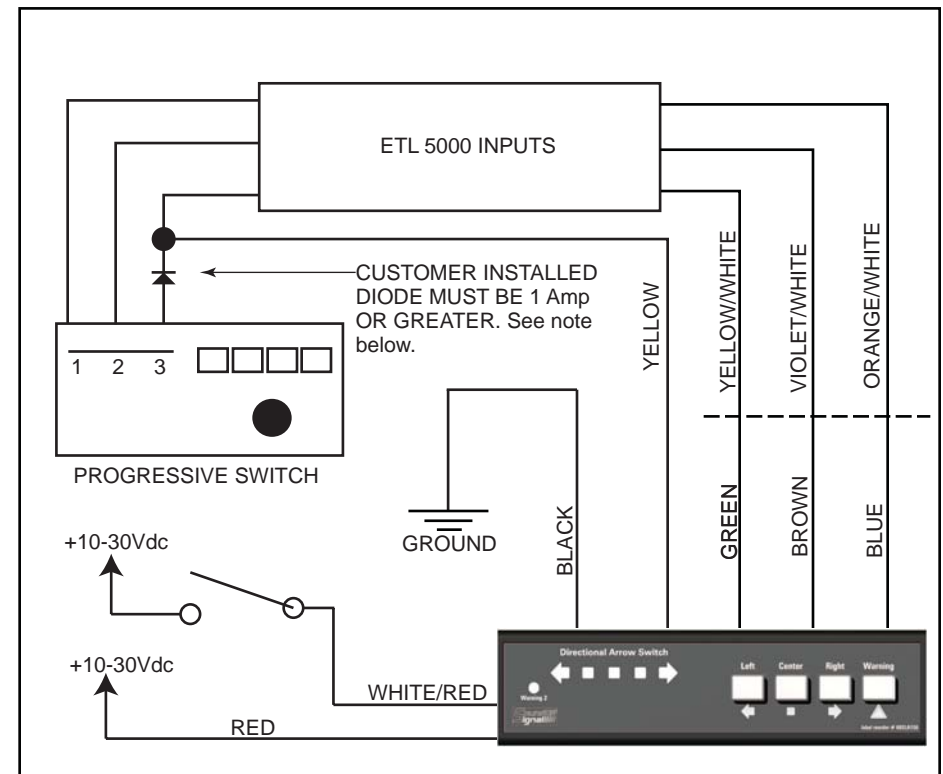 ETL 5000 INPUTS
CUSTOMER INSTALLED
DIODE MUST BE 1 Amp
OR GREATER. See note
below.
1 2 3
PROGRESSIVE SWITCH
YELLOW
YELLOW/WHITE
VIOLET/WHITE
ORANGE/WHITE
GROUND
BLACK
GREEN
BROWN
BLUE
+10-30Vdc
+10-30Vdc
WHITE/RED
RED
Directional Arrow Switch
Left Center Right Warning
Warning 2